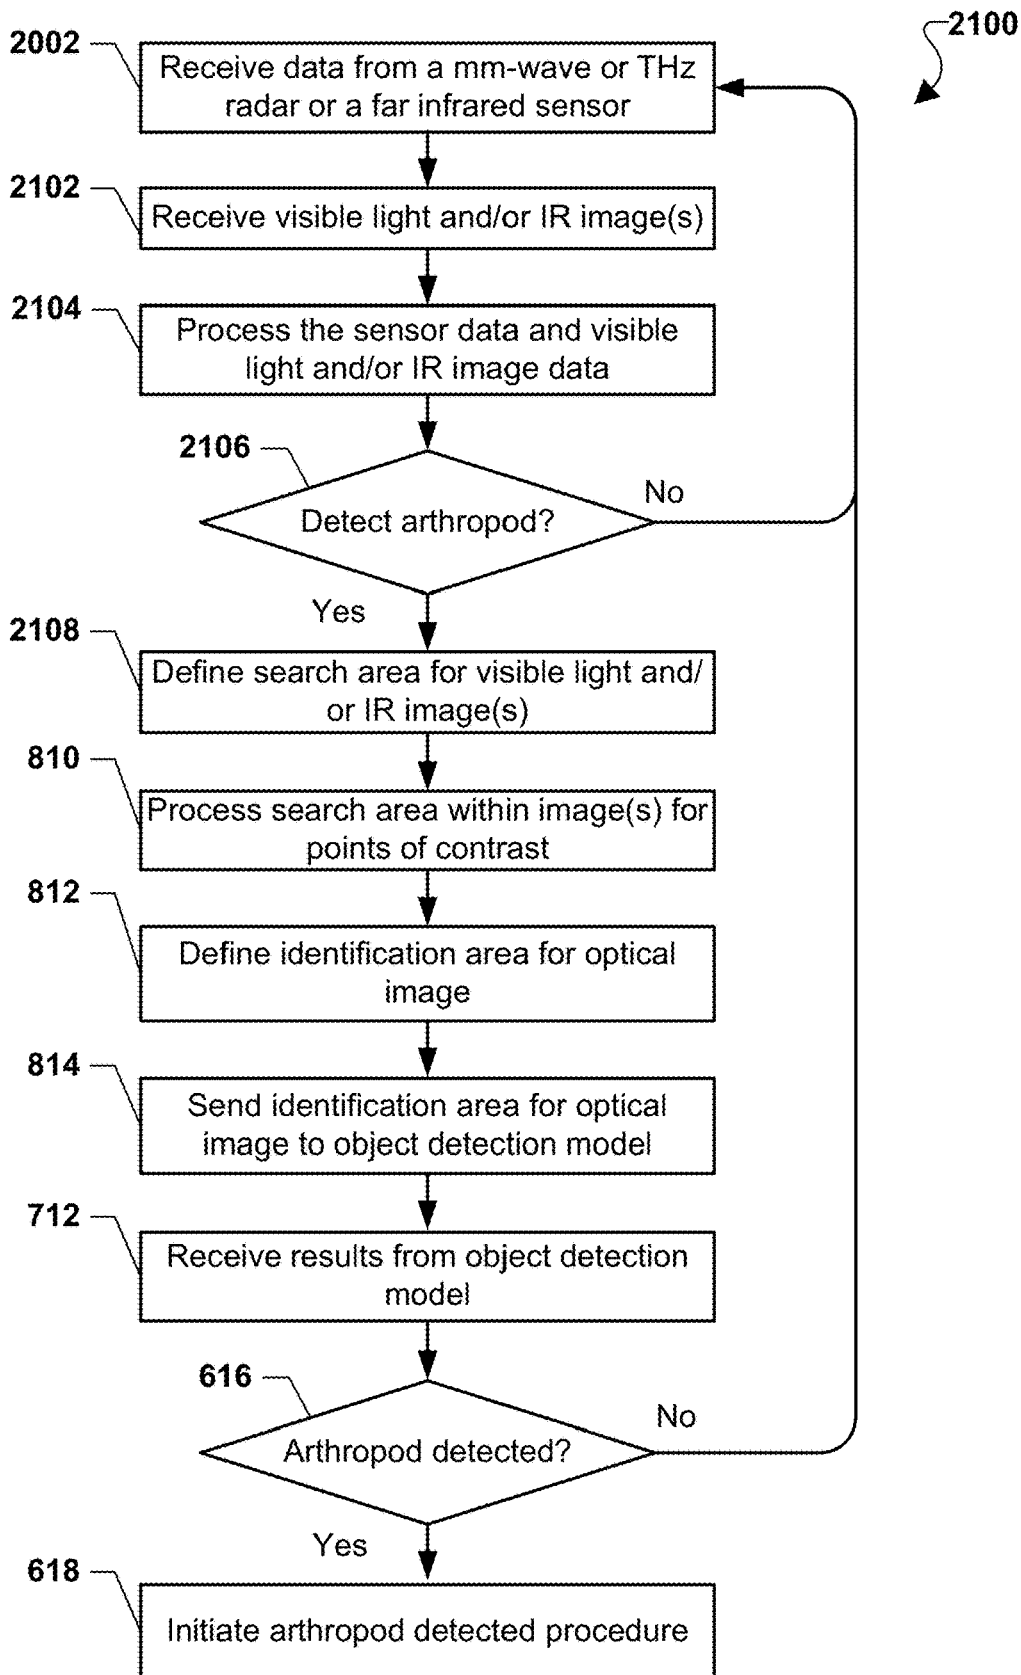 2100
2002
Receive data from a mm-wave or THz
radar or a far infrared sensor
2102
Receive visible light and/or IR image(s)
2104
Process the sensor data and visible
light and/or IR image data
2106
Detect arthropod?
No
Yes
2108
Define search area for visible light and/
or IR image(s)
810
Process search area within image(s) for
points of contrast
812
Define identification area for optical
image
814
Send identification area for optical
image to object detection model
712
Receive results from object detection
model
616
Arthropod detected?
No
Yes
618
Initiate arthropod detected procedure